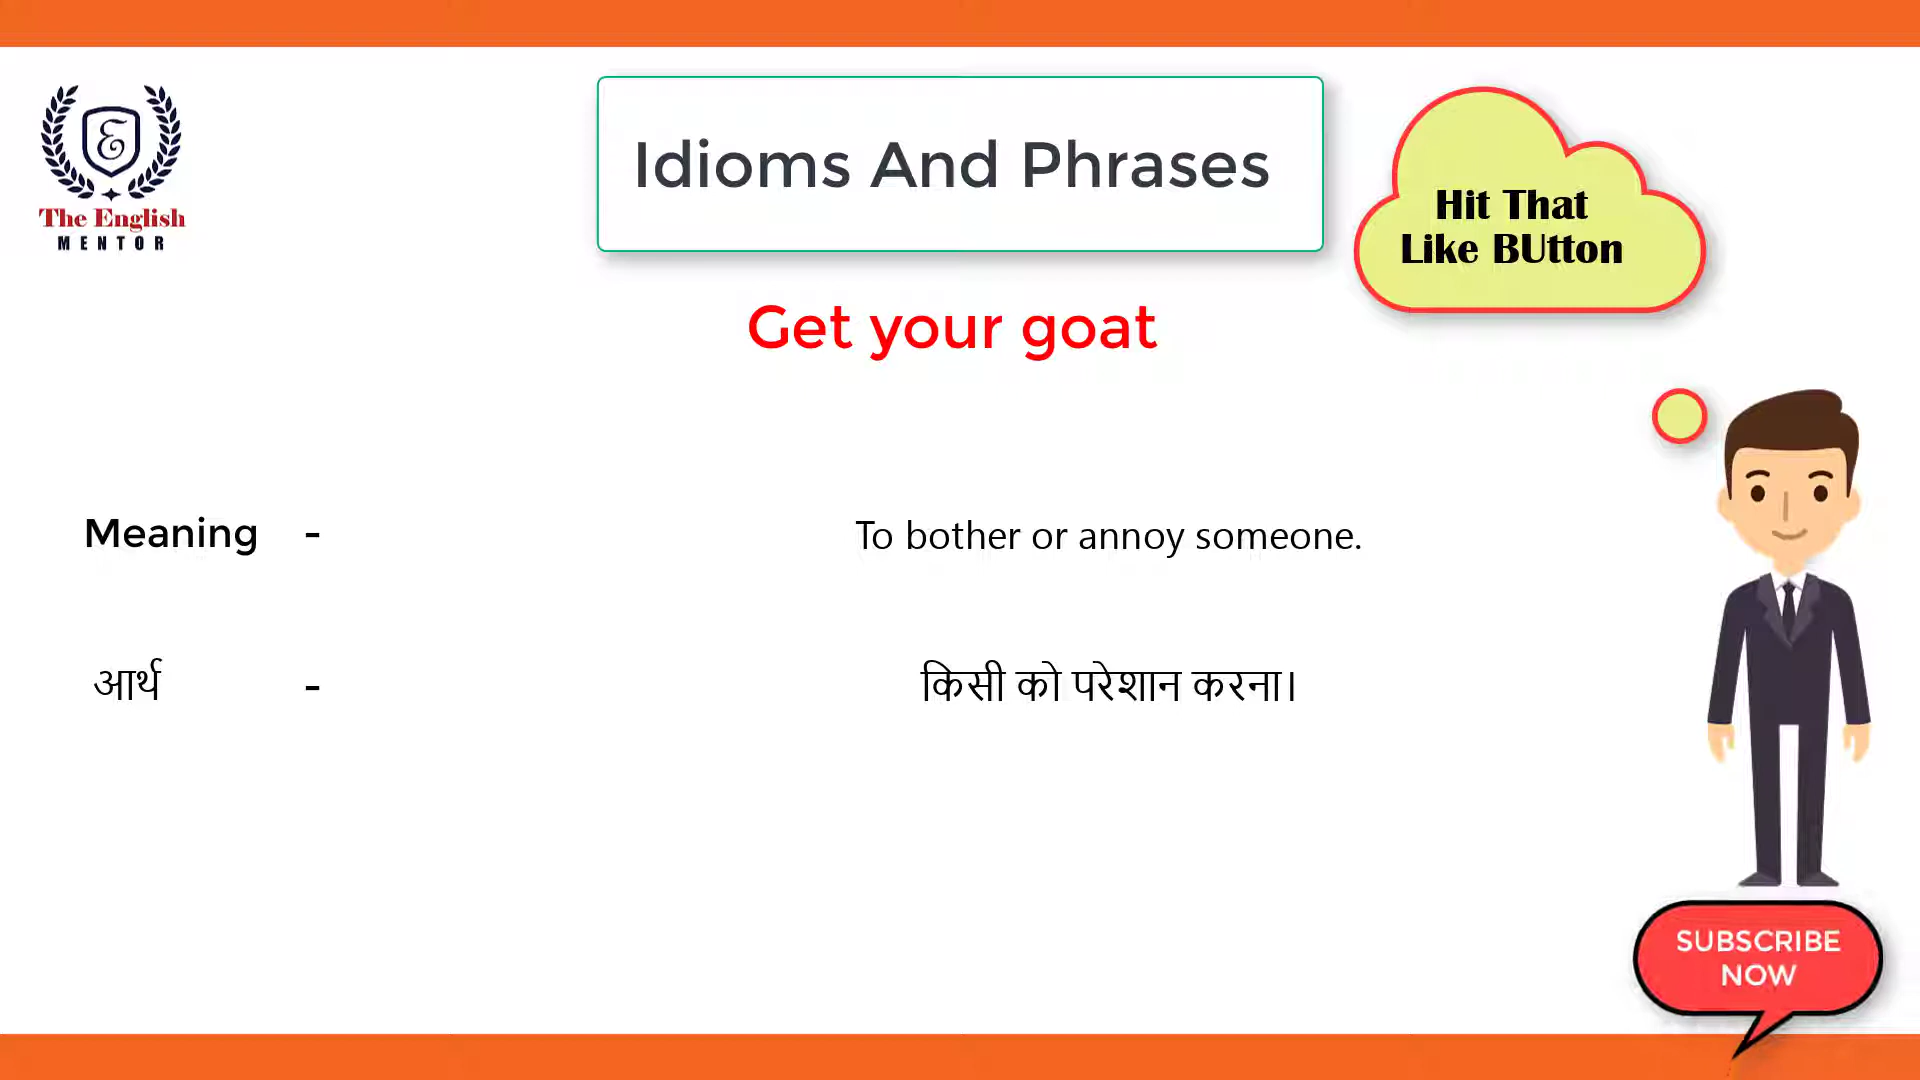 The English
MENTOR
Idioms And Phrases
Hit That
Like BUtton
Get your goat
Meaning - To bother or annoy someone.
आर्थ - किसी को परेशान करना।
SUBSCRIBE
NOW